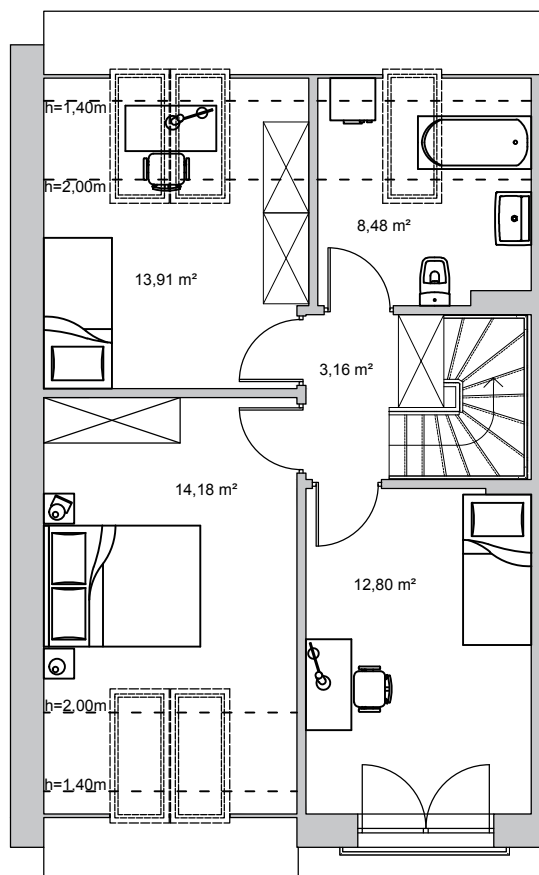 h=1,40m
h=2,00m
8,48 m²
13,91 m²
3,16 m²
14,18 m²
12,80 m²
h=2,00m
h=1,40m